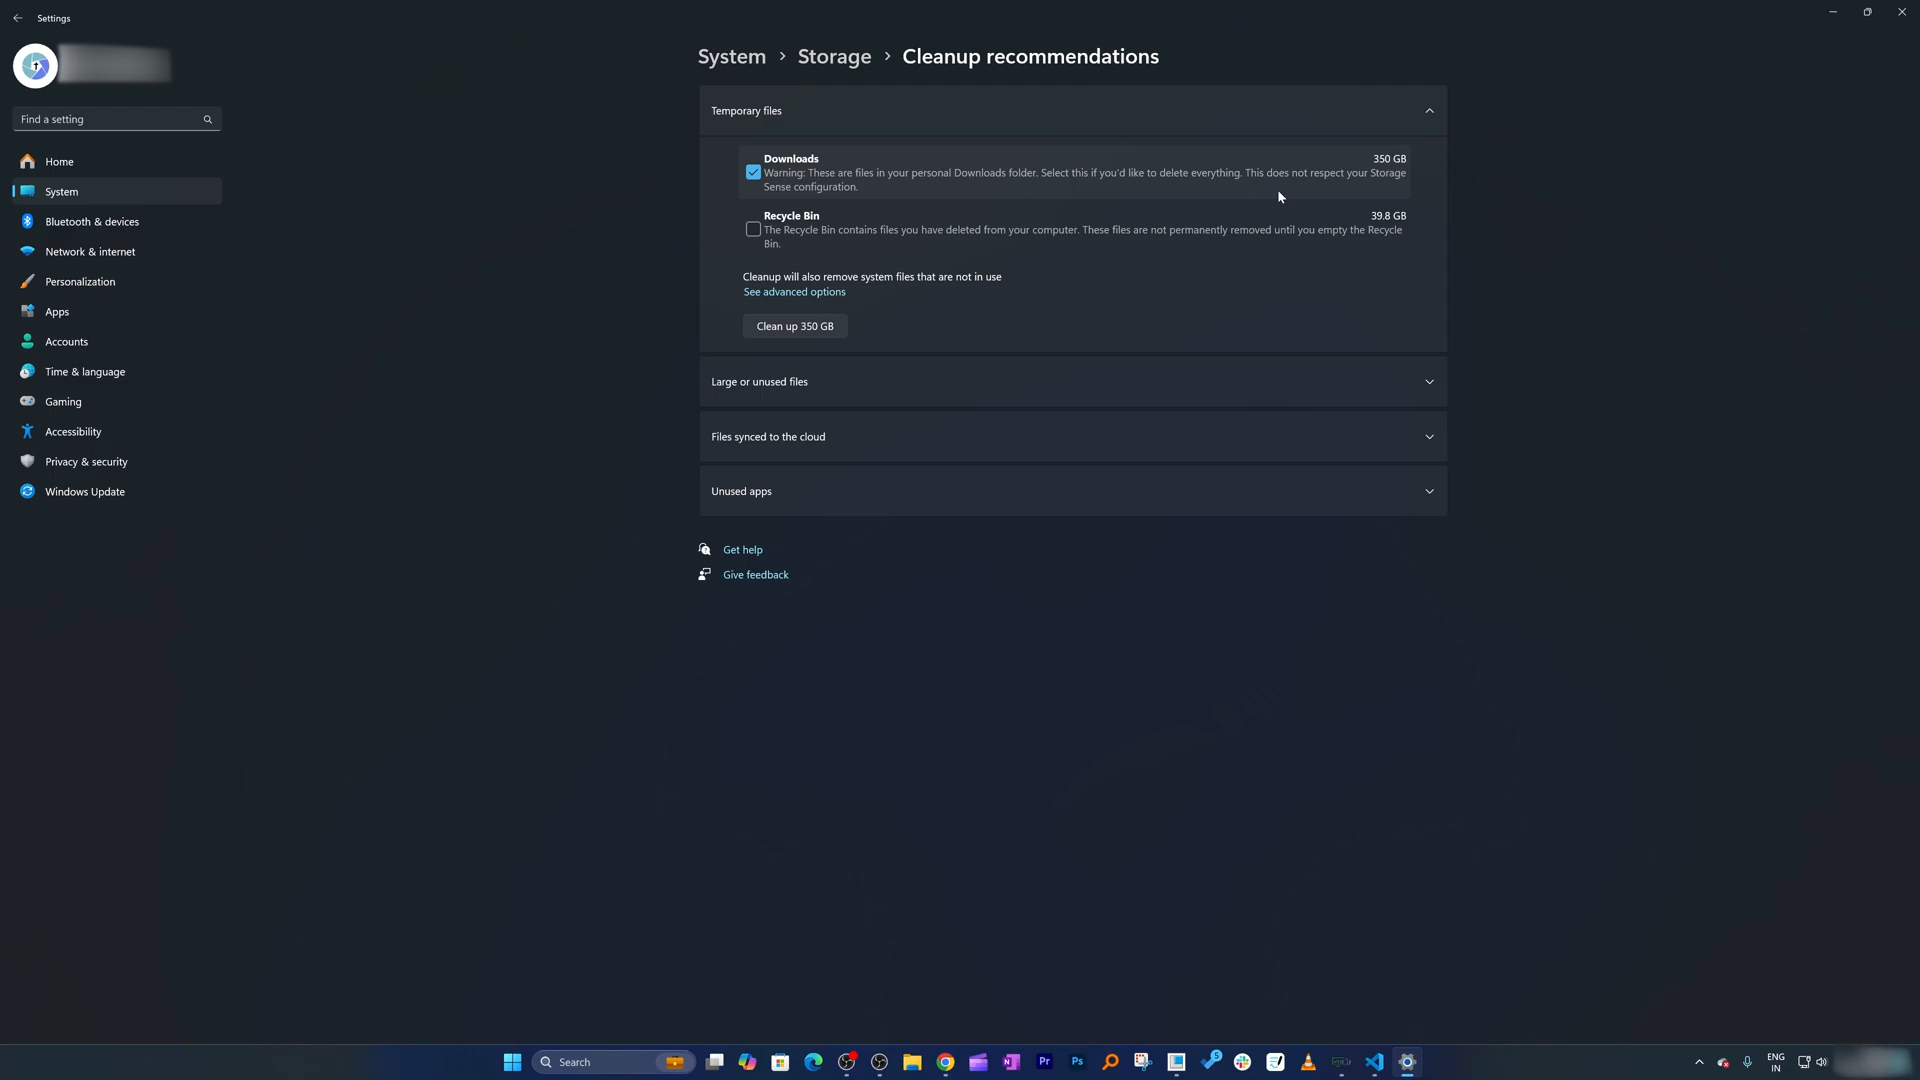 Settings
System > Storage > Cleanup recommendations
Find a setting
Home
System
Bluetooth & devices
Network & internet
Personalization
Apps
Accounts
Time & language
Gaming
Accessibility
Privacy & security
Windows Update
Temporary files
Downloads 350 GB
Warning: These are files in your personal Downloads folder. Select this if you'd like to delete everything. This does not respect your Storage
Sense configuration.
Recycle Bin 39.8 GB
The Recycle Bin contains files you have deleted from your computer. These files are not permanently removed until you empty the Recycle
Bin.
Cleanup will also remove system files that are not in use
See advanced options
Clean up 350 GB
Large or unused files
Files synced to the cloud
Unused apps
Get help
Give feedback
Search
Pr
Ps
5
ENG
IN